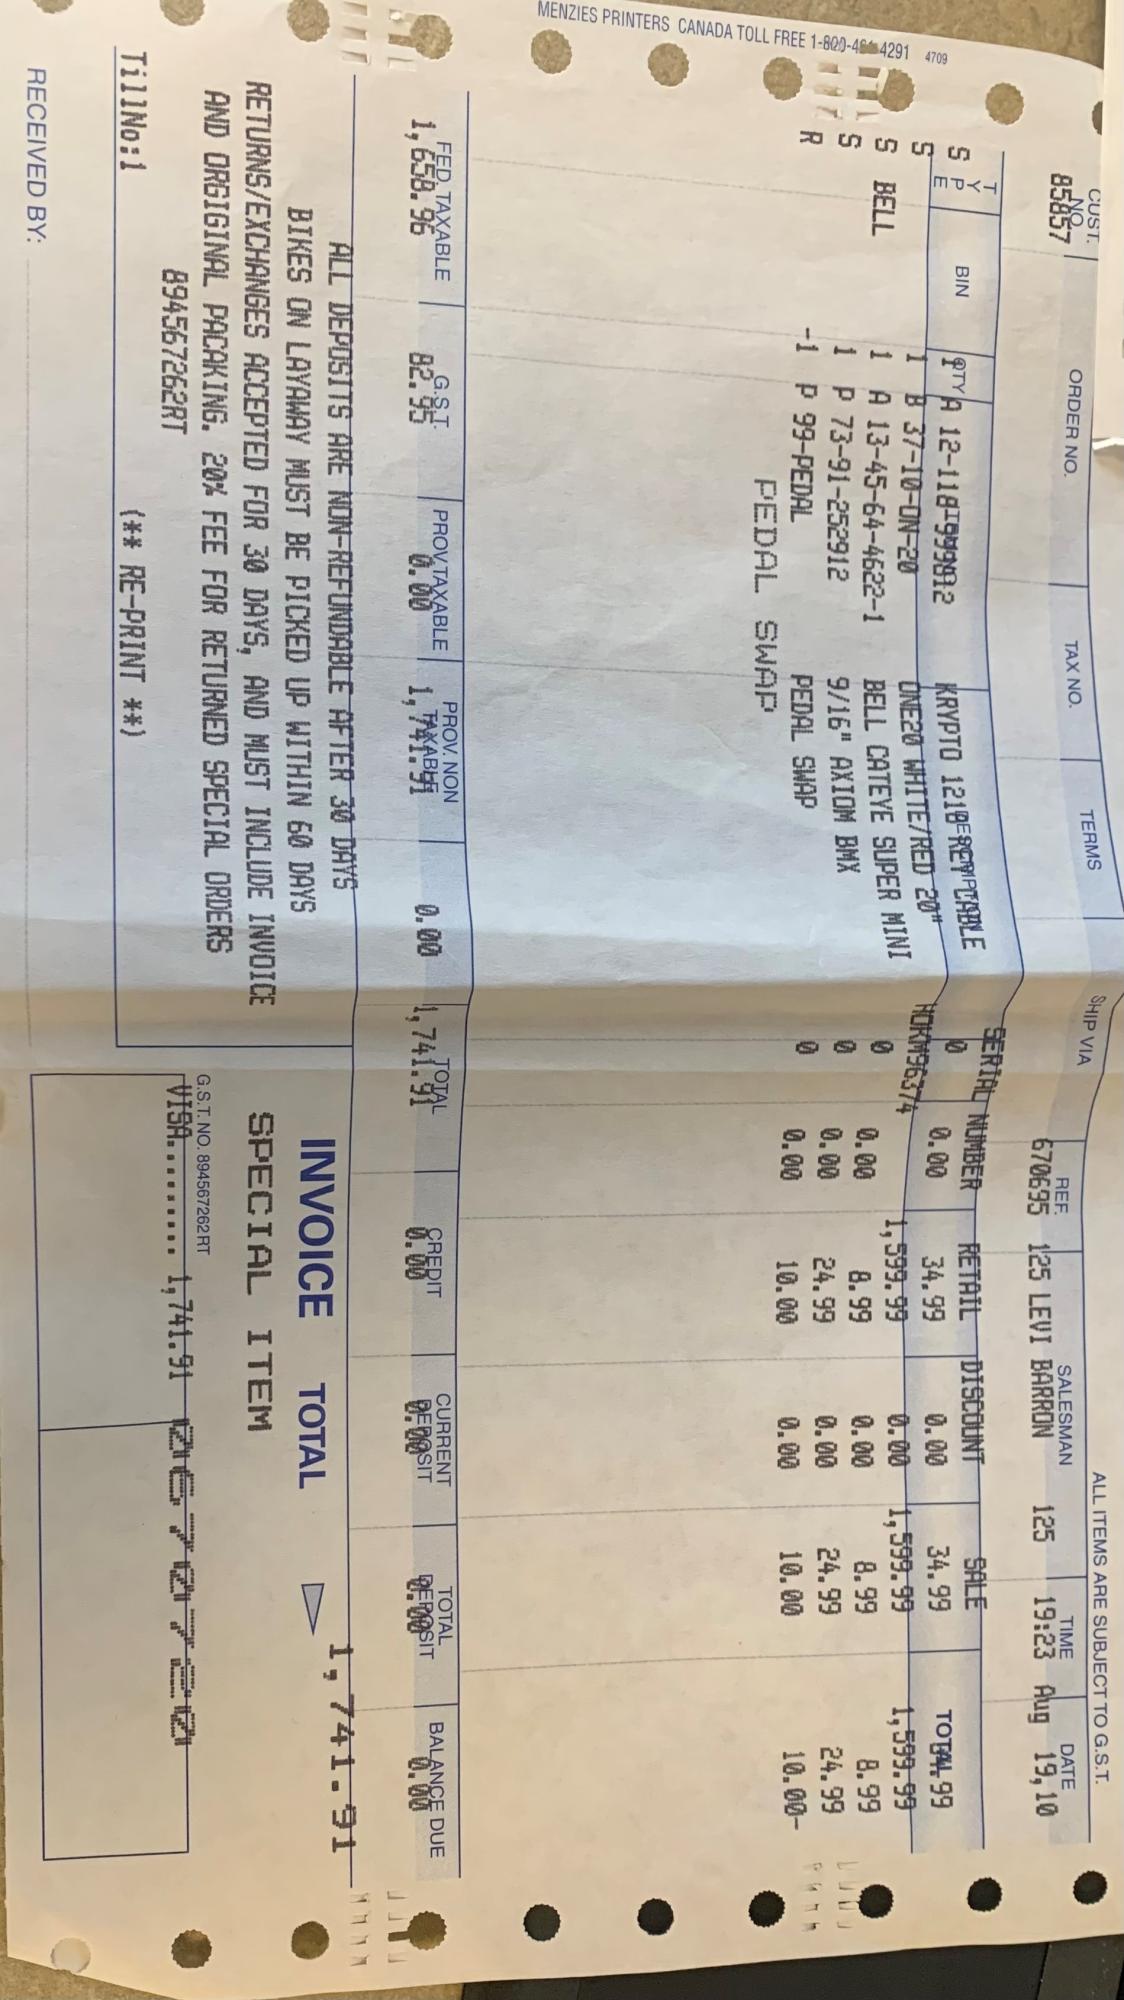 MENZIES PRINTERS CANADA TOLL FREE 1-800- 4291 4709
ALL ITEMS ARE SUBJECT TO G.S.T.
CUST. NO. ORDER NO. TAX NO. TERMS SHIP VIA REF. SALESMAN TIME DATE
85857 670695 125 LEVI BARRON 125 19:23 Aug 19,10
TYPE BIN QTY DESCRIPTION SERIAL NUMBER RETAIL DISCOUNT SALE TOTAL
S 1 A 12-118-999812 KRYPTO 1218 KEY CABLE 0 0.00 34.99 0.00 34.99 34.99
S 1 B 37-10-ON-20 ONE20 WHITE/RED 20" HOKM96374 1,599.99 0.00 1,599.99 1,599.99
S BELL 1 A 13-45-64-4622-1 BELL CATEYE SUPER MINI 0 0.00 8.99 0.00 8.99 8.99
S 1 P 73-91-252912 9/16" AXIOM BMX 0 0.00 24.99 0.00 24.99 24.99
R -1 P 99-PEDAL PEDAL SWAP 0 0.00 10.00 0.00 10.00 10.00-
PEDAL SWAP
FED. TAXABLE G.S.T. PROV.TAXABLE PROV. NON TAXABLE TOTAL CREDIT CURRENT DEPOSIT TOTAL DEPOSIT BALANCE DUE
1,658.96 82.95 0.00 1,741.91 0.00 1,741.91 0.00 0.00 0.00 0.00
ALL DEPOSITS ARE NON-REFUNDABLE AFTER 30 DAYS
BIKES ON LAYAWAY MUST BE PICKED UP WITHIN 60 DAYS
RETURNS/EXCHANGES ACCEPTED FOR 30 DAYS, AND MUST INCLUDE INVOICE
AND ORGIGINAL PACAKING. 20% FEE FOR RETURNED SPECIAL ORDERS
894567262RT
TillNo:1 (** RE-PRINT **)
RECEIVED BY:
INVOICE TOTAL 1,741.91
SPECIAL ITEM
G.S.T. NO. 894567262RT
VISA........ 1,741.91